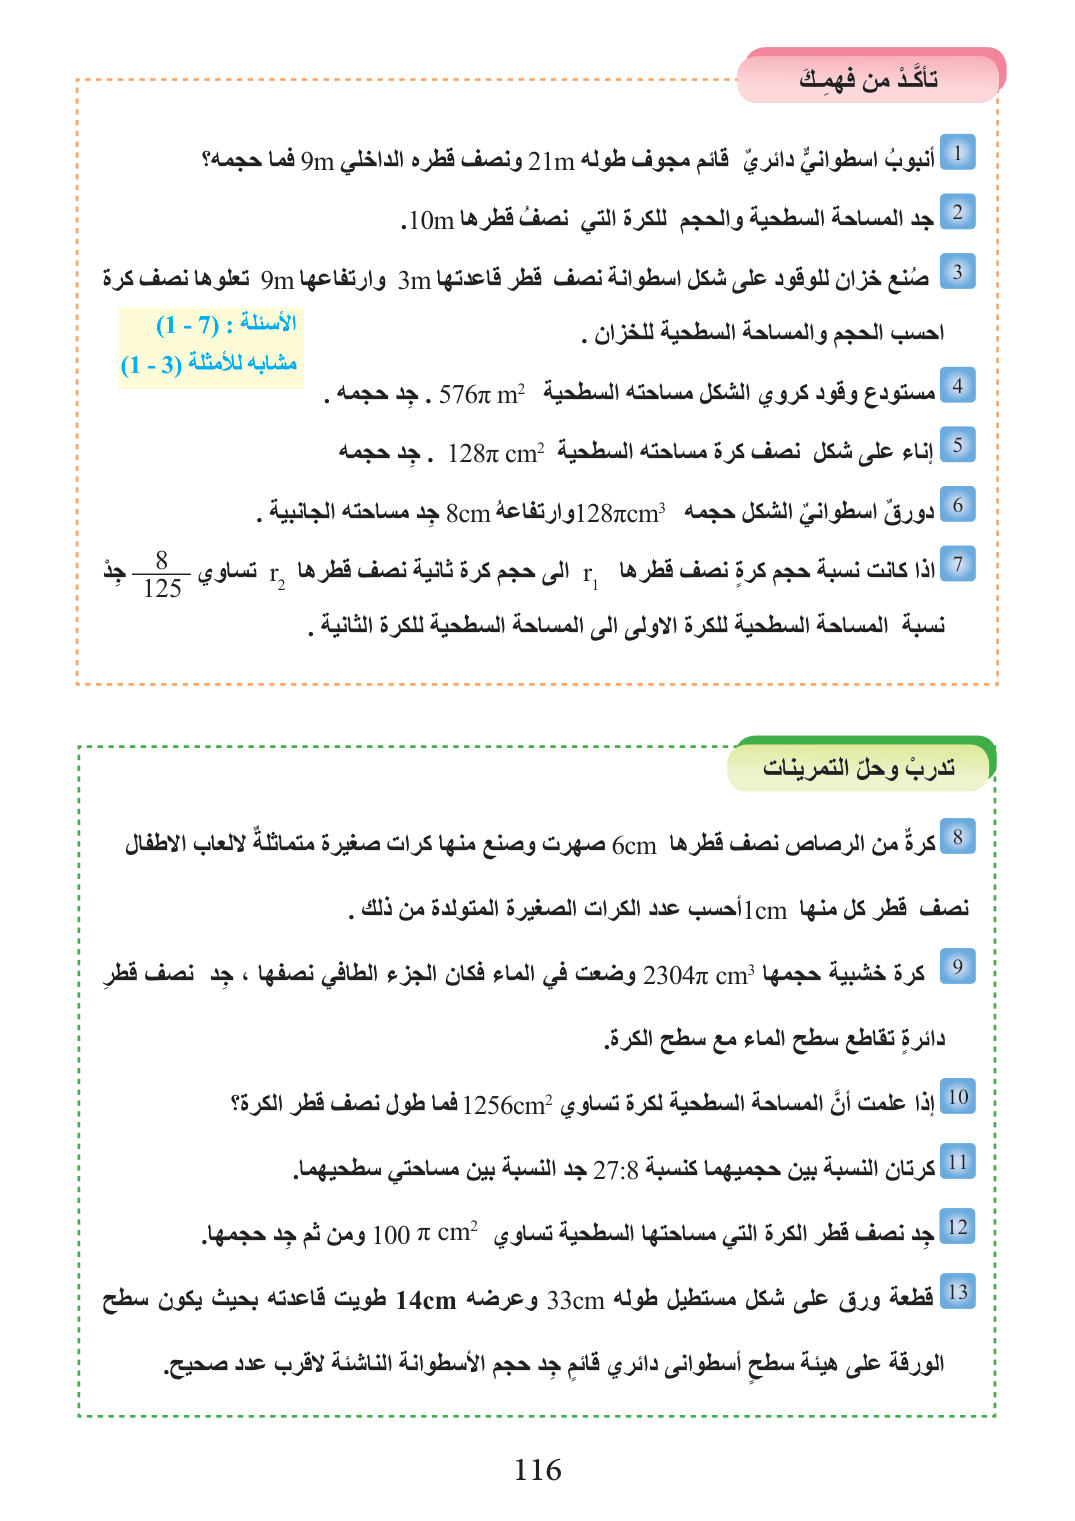 تأكَّدْ من فهمِكَ
1 أنبوبُ اسطوانيٌّ دائريٌ قائم مجوف طوله 21m ونصف قطره الداخلي 9m فما حجمه؟
2 جد المساحة السطحية والحجم للكرة التي نصفُ قطرها 10m.
3 صُنع خزان للوقود على شكل اسطوانة نصف قطر قاعدتها 3m وارتفاعها 9m تعلوها نصف كرة
احسب الحجم والمساحة السطحية للخزان .
الأسئلة : (7 - 1)
مشابه للأمثلة (3 - 1)
4 مستودع وقود كروي الشكل مساحته السطحية 576π m² . جِد حجمه .
5 إناء على شكل نصف كرة مساحته السطحية 128π cm² . جِد حجمه
6 دورقٌ اسطوانيٌ الشكل حجمه 128πcm³ وارتفاعهُ 8cm جِد مساحته الجانبية .
7 اذا كانت نسبة حجم كرةٍ نصف قطرها r₁ الى حجم كرة ثانية نصف قطرها r₂ تساوي 8/125 جِدْ
نسبة المساحة السطحية للكرة الاولى الى المساحة السطحية للكرة الثانية .
تدربْ وحلّ التمرينات
8 كرةٌ من الرصاص نصف قطرها 6cm صهرت وصنع منها كرات صغيرة متماثلةٌ لالعاب الاطفال
نصف قطر كل منها 1cm أحسب عدد الكرات الصغيرة المتولدة من ذلك .
9 كرة خشبية حجمها 2304π cm³ وضعت في الماء فكان الجزء الطافي نصفها ، جِد نصف قطرِ
دائرةٍ تقاطع سطح الماء مع سطح الكرة.
10 إذا علمت أنَّ المساحة السطحية لكرة تساوي 1256cm² فما طول نصف قطر الكرة؟
11 كرتان النسبة بين حجميهما كنسبة 27:8 جد النسبة بين مساحتي سطحيهما.
12 جِد نصف قطر الكرة التي مساحتها السطحية تساوي 100 π cm² ومن ثم جِد حجمها.
13 قطعة ورق على شكل مستطيل طوله 33cm وعرضه 14cm طويت قاعدته بحيث يكون سطح
الورقة على هيئة سطحٍ أسطوانى دائري قائمٍ جِد حجم الأسطوانة الناشئة لاقرب عدد صحيح.
116